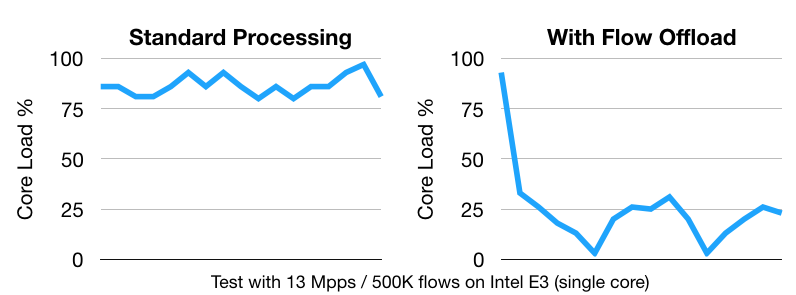 Standard Processing
Core Load %
100
75
50
25
0
With Flow Offload
Core Load %
100
75
50
25
0
Test with 13 Mpps / 500K flows on Intel E3 (single core)